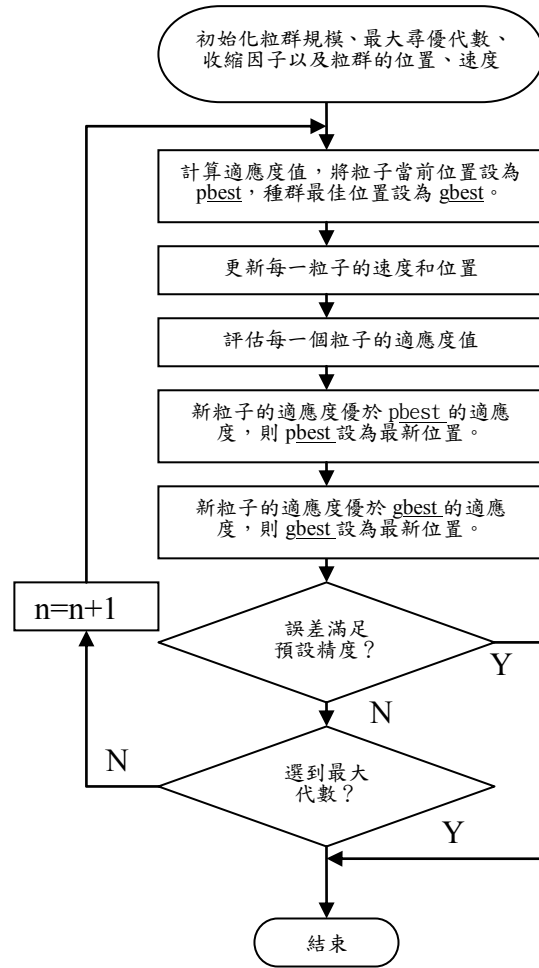 初始化粒群規模、最大尋優代數、
收縮因子以及粒群的位置、速度
計算適應度值，將粒子當前位置設為
pbest，種群最佳位置設為 gbest。
更新每一粒子的速度和位置
評估每一個粒子的適應度值
新粒子的適應度優於 pbest 的適應
度，則 pbest 設為最新位置。
新粒子的適應度優於 gbest 的適應
度，則 gbest 設為最新位置。
n=n+1
誤差滿足
預設精度？
Y
N
N
選到最大
代數？
Y
結束